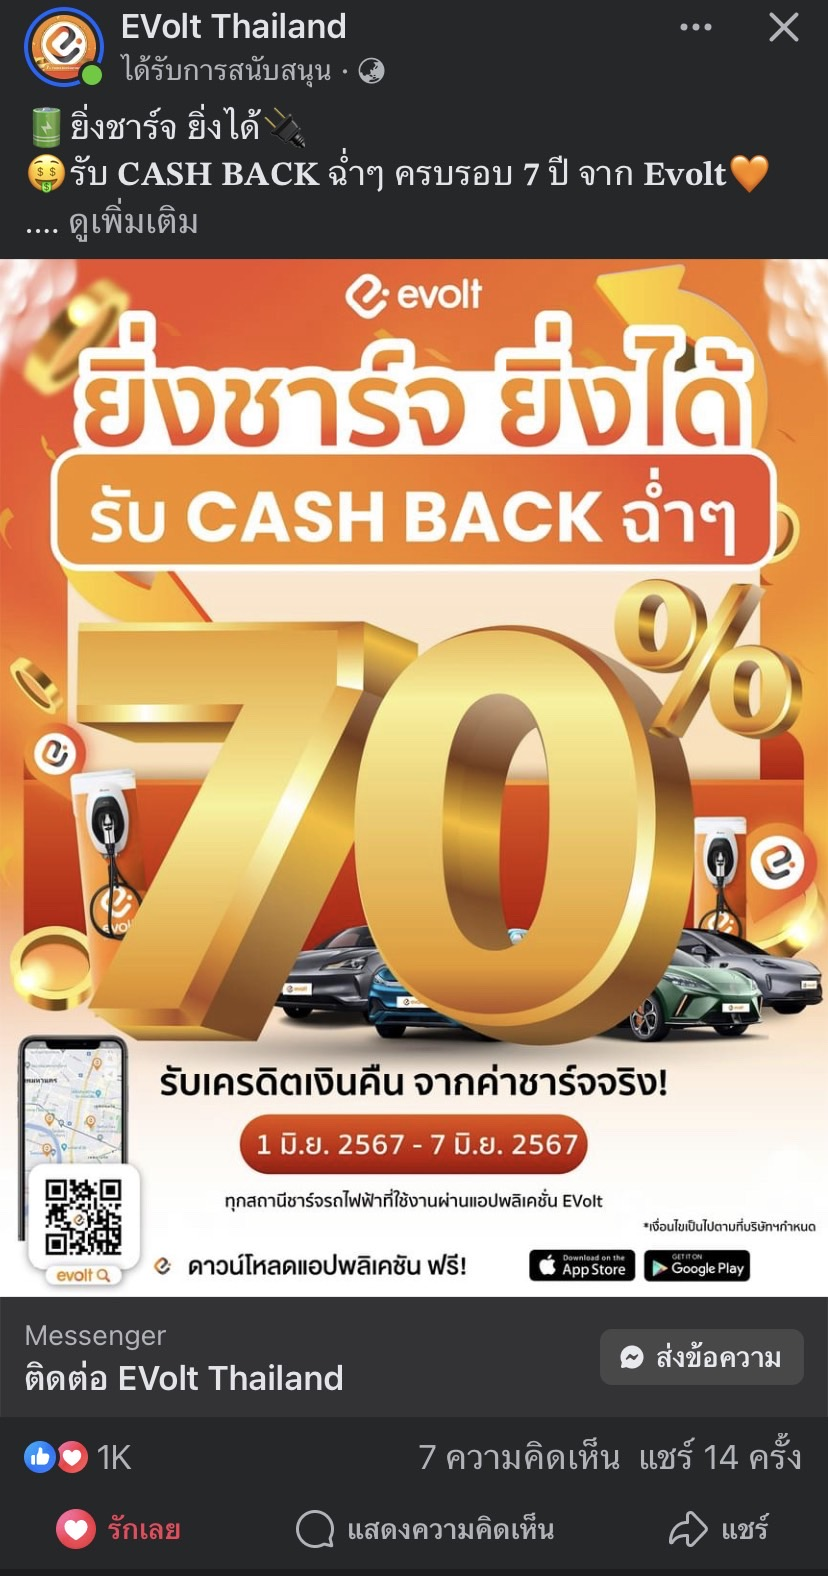 EVolt Thailand
ได้รับการสนับสนุน ·
🔋ยิ่งชาร์จ ยิ่งได้🔌
🤑รับ CASH BACK ฉ่ำๆ ครบรอบ 7 ปี จาก Evolt🧡
.... ดูเพิ่มเติม
evolt
ยิ่งชาร์จ ยิ่งได้
รับ CASH BACK ฉ่ำๆ
70%
รับเครดิตเงินคืน จากค่าชาร์จจริง!
1 มิ.ย. 2567 - 7 มิ.ย. 2567
ทุกสถานีชาร์จรถไฟฟ้าที่ใช้งานผ่านแอปพลิเคชั่น EVolt
*เงื่อนไขเป็นไปตามที่บริษัทฯกำหนด
evolt
ดาวน์โหลดแอปพลิเคชัน ฟรี!
Download on the App Store
GET IT ON Google Play
Messenger
ติดต่อ EVolt Thailand
ส่งข้อความ
1K
7 ความคิดเห็น แชร์ 14 ครั้ง
รักเลย
แสดงความคิดเห็น
แชร์